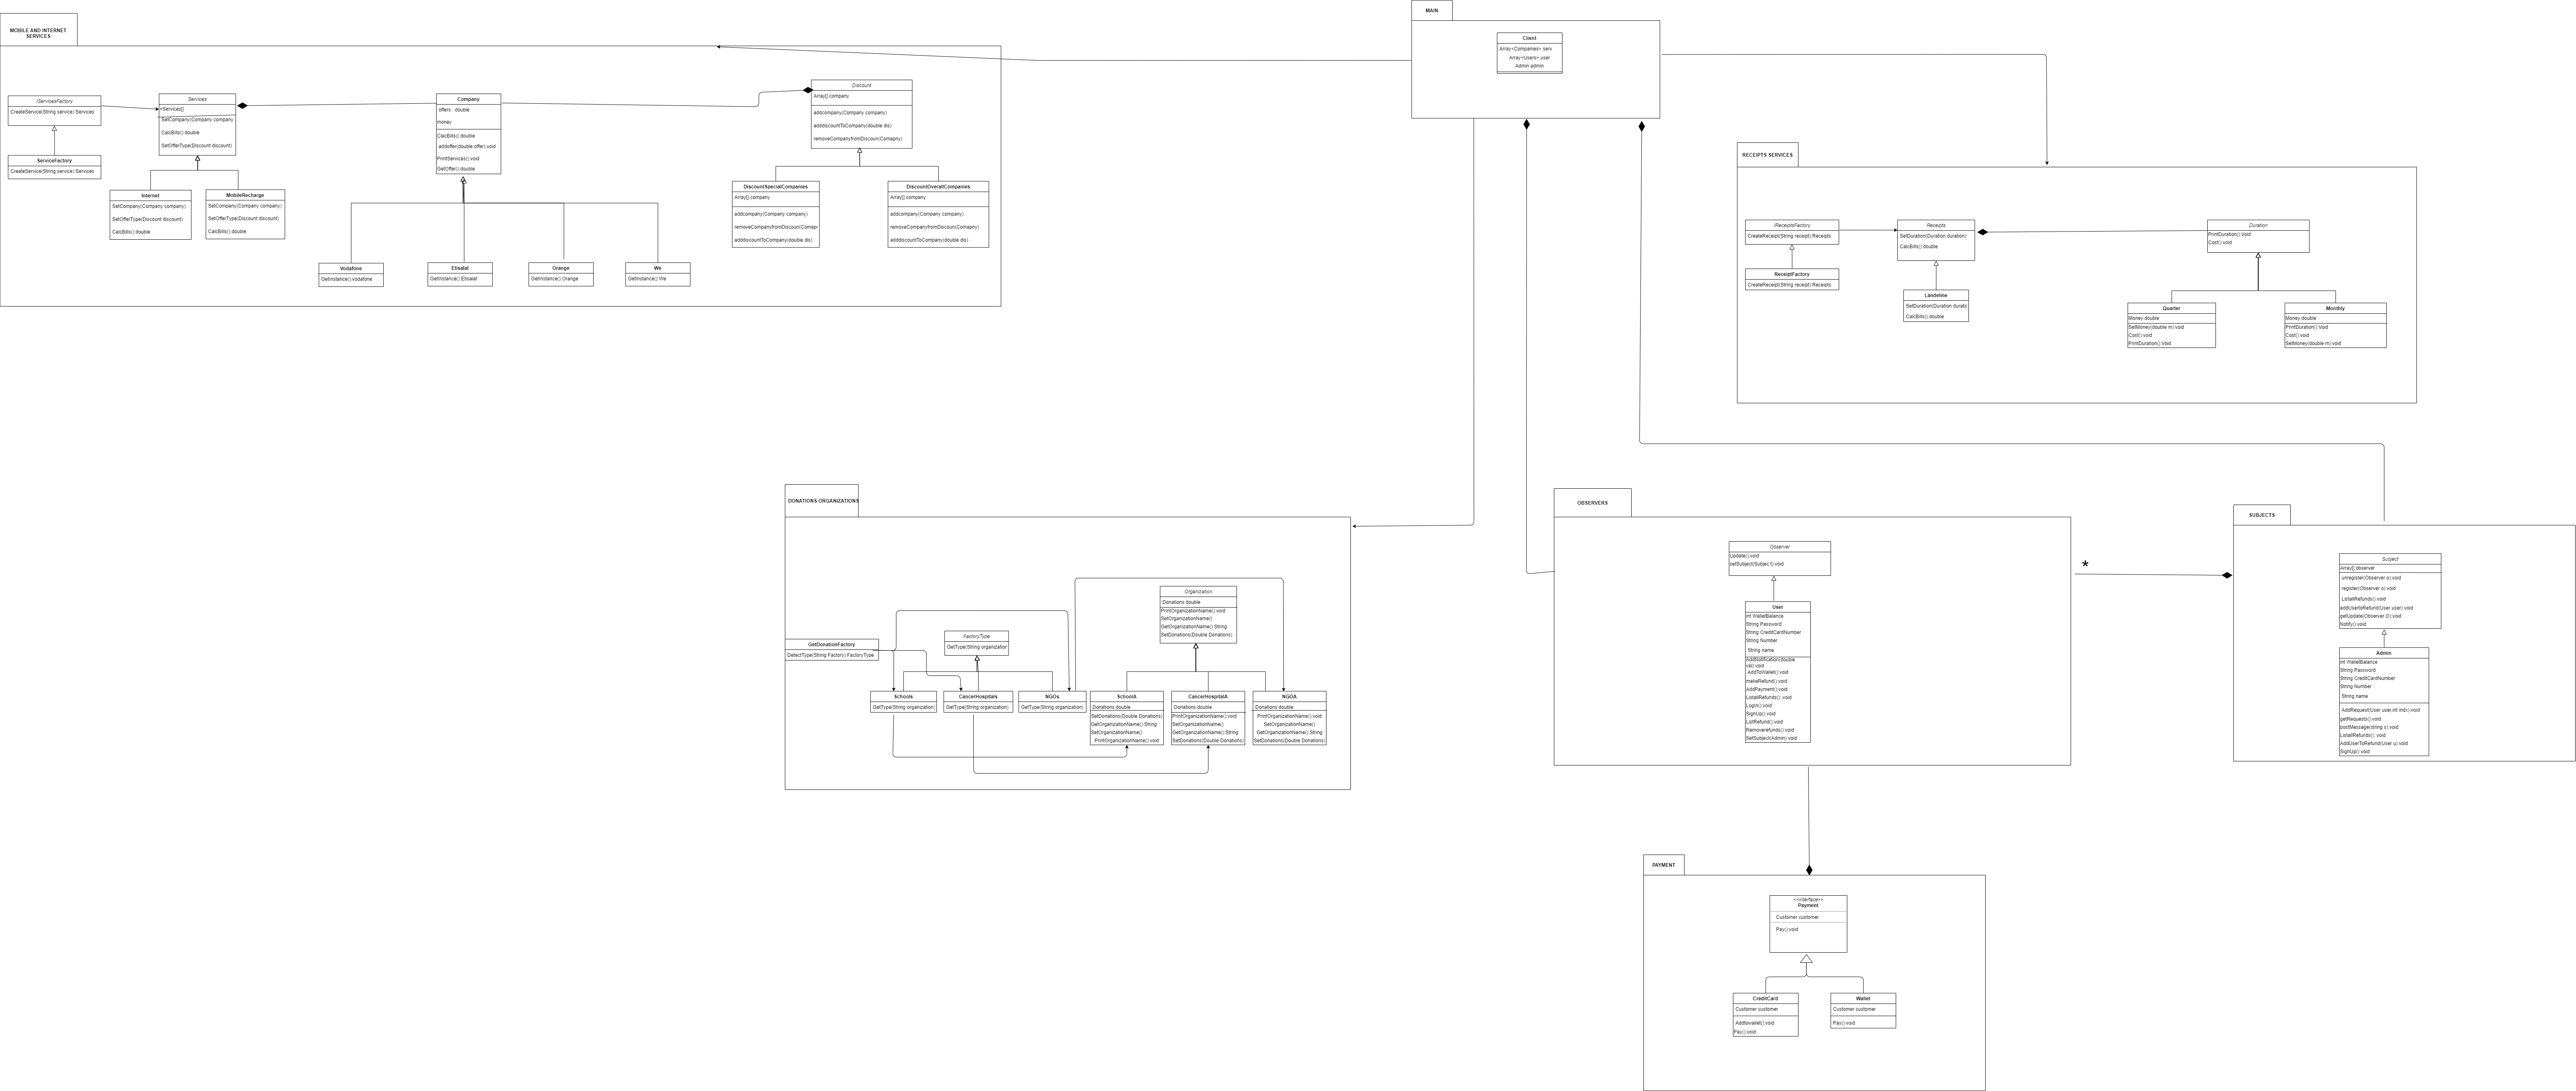 MAIN
Client
Array<Companies> serv
Array<Users> user
Admin admin
MOBILE AND INTERNET
SERVICES
IServicesFactory
CreateService(String service):Services
ServiceFactory
CreateService(String service):Services
Services
+Services[]
SetCompany(Company company
CalcBills():double
SetOfferType(Discount discount)
Internet
SetCompany(Company company)
SetOfferType(Discount discount)
CalcBills():double
MobileRecharge
SetCompany(Company company)
SetOfferType(Discount discount)
CalcBills():double
Company
offers : double
money
ClacBills():double
addoffer(double offer):void
PrintServices():void
GetOffer():double
Vodafone
GetInstance():vodafone
Etisalat
GetInstance():Etisalat
Orange
GetInstance():Orange
We
GetInstance():We
Discount
Array[]:company
addcompany(Company company)
adddiscountToCompany(double dis)
removeCompanyfromDiscoun(Comapny)
DiscountSpecialCompanies
Array[]:company
addcompany(Company company)
removeCompanyfromDiscoun(Comapı
adddiscountToCompany(double dis)
DiscountOverallCompanies
Array[]:company
addcompany(Company company)
removeCompanyfromDiscoun(Comapny)
adddiscountToCompany(double dis)
RECEIPTS SERVICES
IReceiptsFactory
CreateReceipt(String receipt):Receipts
ReceiptFactory
CreateReceipt(String receipt):Receipts
Receipts
SetDuration(Duration duration)
CalcBills():double
Landeline
SetDuration(Duration duratic
CalcBills():double
Duration
PrintDuration():Void
Cost():void
Quarter
Money:double
SetMoney(double m):void
Cost():void
PrintDuration():Void
Monthly
Money:double
PrintDuration():Void
Cost():void
SetMoney(double m):void
DONATIONS ORGANIZATIONS
GetDonationFactory
DetectType(String Factory):FactoryType
FactoryType
GetType(String organization
Schools
GetType(String organization)
CancerHospitals
GetType(String organization)
NGOs
GetType(String organization)
Organization
Donations:double
PrintOrganizationName():void
SetOrganizationName()
GetOrganizationName():String
SetDonations(Double Donations)
SchoolA
Donations:double
SetDonations(Double Donations)
GetOrganizationName():String
SetOrganizationName()
PrintOrganizationName():void
CancerHospitalA
Donations:double
PrintOrganizationName():void
SetOrganizationName()
GetOrganizationName():String
SetDonations(Double Donations)
NGOA
Donations:double
PrintOrganizationName():void
SetOrganizationName()
GetOrganizationName():String
SetDonations(Double Donations)
OBSERVERS
Observer
Update():void
setSubject(Subject):void
User
int WalletBalance
String Password
String CreditCardNumber
String Number
String name
AddNotification(double
val):void
AddToWallet():void
makeRefund():void
AddPayment():void
ListallRefunds(): void
LogIn():void
SignUp():void
ListRefund():void
Removerefunds():void
SetSubject(Admin):void
*
SUBJECTS
Subject
Array[]:observer
unregister(Observer o):void
register(Observer o):void
ListallRefunds():void
addUsertoRefund(User user):void
getUpdate(Observer O):void
Notify():void
Admin
int WalletBalance
String Password
String CreditCardNumber
String Number
String name
AddRequest(User user,int indx):void
getRequests():void
postMessage(string s):void
ListallRefunds(): void
AddUserToRefund(User u):void
SignUp():void
PAYMENT
<<interface>>
Payment
Customer customer
Pay():void
CreditCard
Customer customer
Addtowallet():void
Pay():void
Wallet
Customer customer
Pay():void